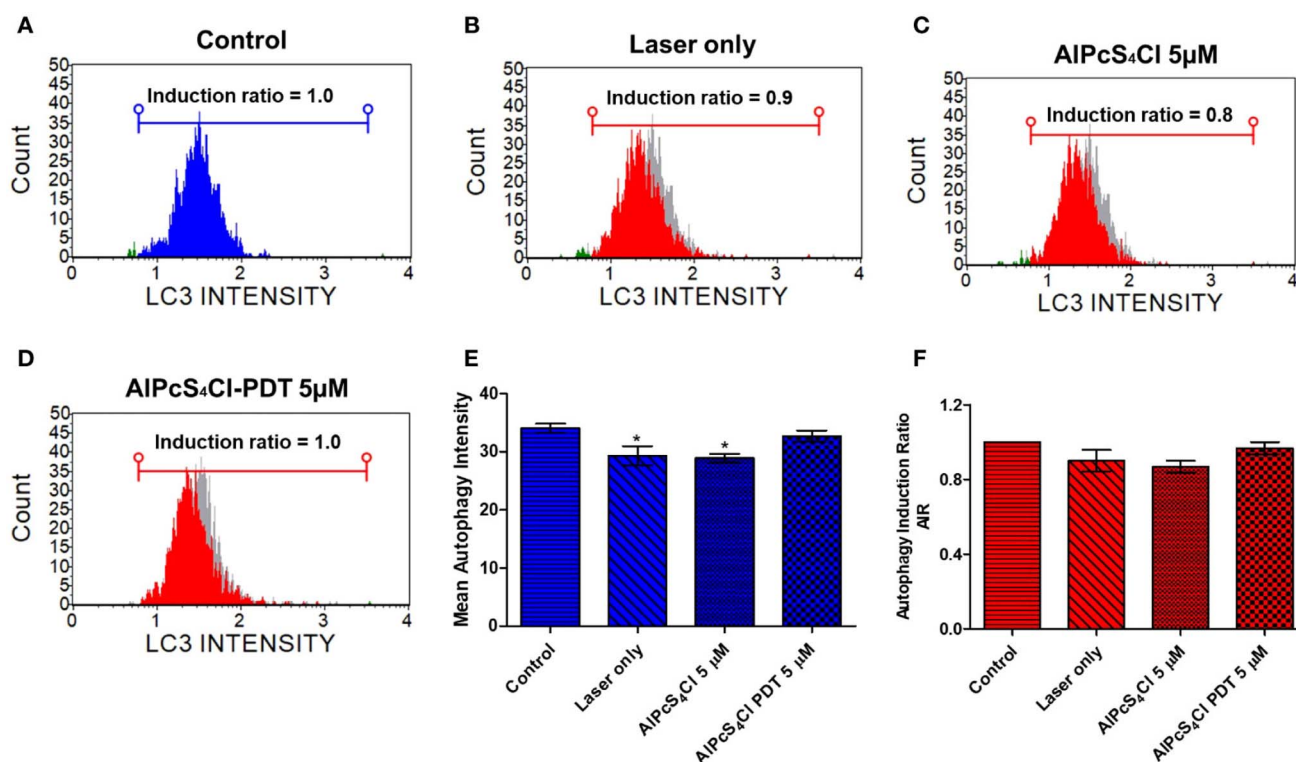 A
Control
Induction ratio = 1.0
Count
50
45
40
35
30
25
20
15
10
5
0
0 1 2 3 4
LC3 INTENSITY
B
Laser only
Induction ratio = 0.9
Count
50
45
40
35
30
25
20
15
10
5
0
0 1 2 3 4
LC3 INTENSITY
C
AlPcS₄Cl 5µM
Induction ratio = 0.8
Count
50
45
40
35
30
25
20
15
10
5
0
0 1 2 3 4
LC3 INTENSITY
D
AlPcS₄Cl-PDT 5µM
Induction ratio = 1.0
Count
50
45
40
35
30
25
20
15
10
5
0
0 1 2 3 4
LC3 INTENSITY
E
Mean Autophagy Intensity
40
30
20
10
0
* *
Control
Laser only
AlPcS₄Cl 5 µM
AlPcS₄Cl PDT 5 µM
F
Autophagy Induction Ratio
AIR
1.2
0.8
0.4
0.0
Control
Laser only
AlPcS₄Cl 5 µM
AlPcS₄Cl PDT 5 µM